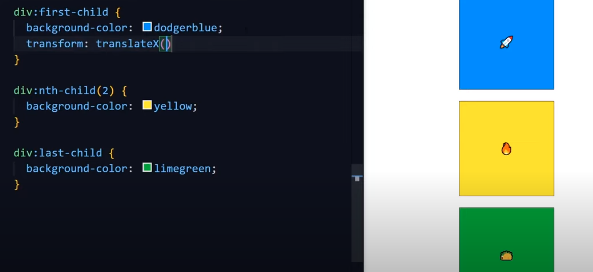 div:first-child {
background-color: dodgerblue;
transform: translateX()
}
div:nth-child(2) {
background-color: yellow;
}
div:last-child {
background-color: limegreen;
}